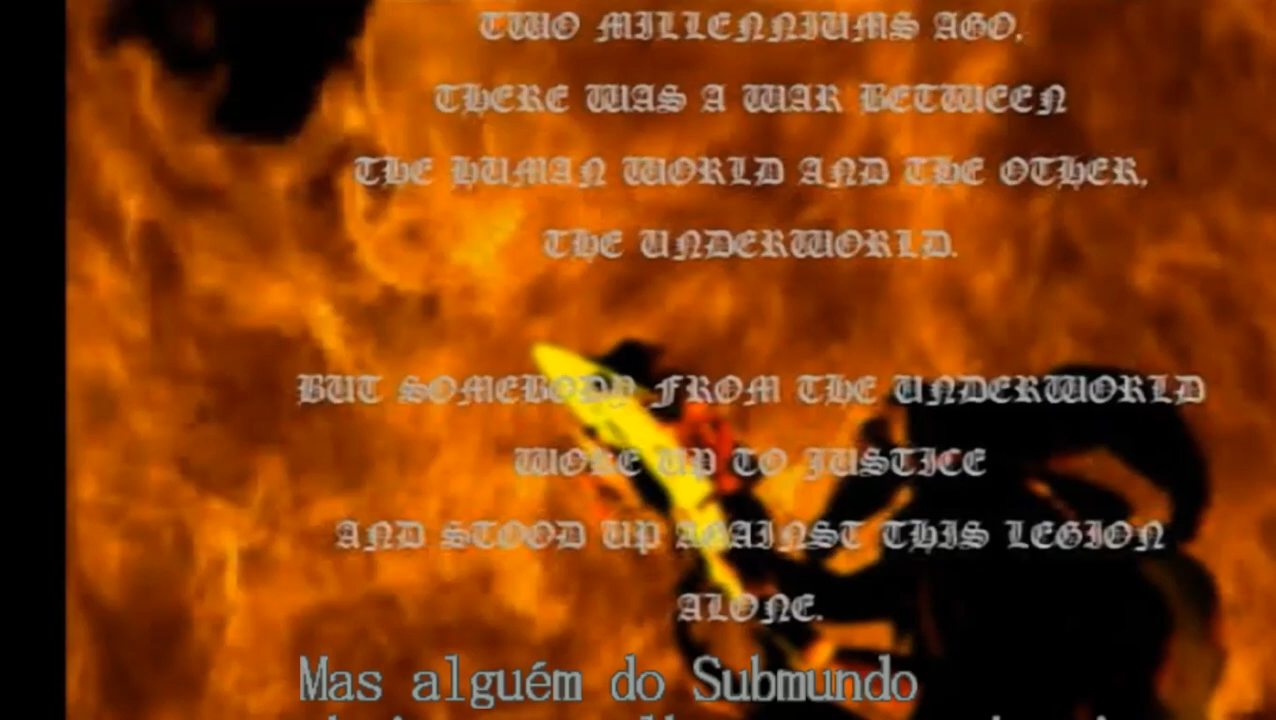 TWO MILLENNIUMS AGO,
THERE WAS A WAR BETWEEN
THE HUMAN WORLD AND THE OTHER,
THE UNDERWORLD.
BUT SOMEBODY FROM THE UNDERWORLD
WOKE UP TO JUSTICE
AND STOOD UP AGAINST THIS LEGION
ALONE.
Mas alguém do Submundo